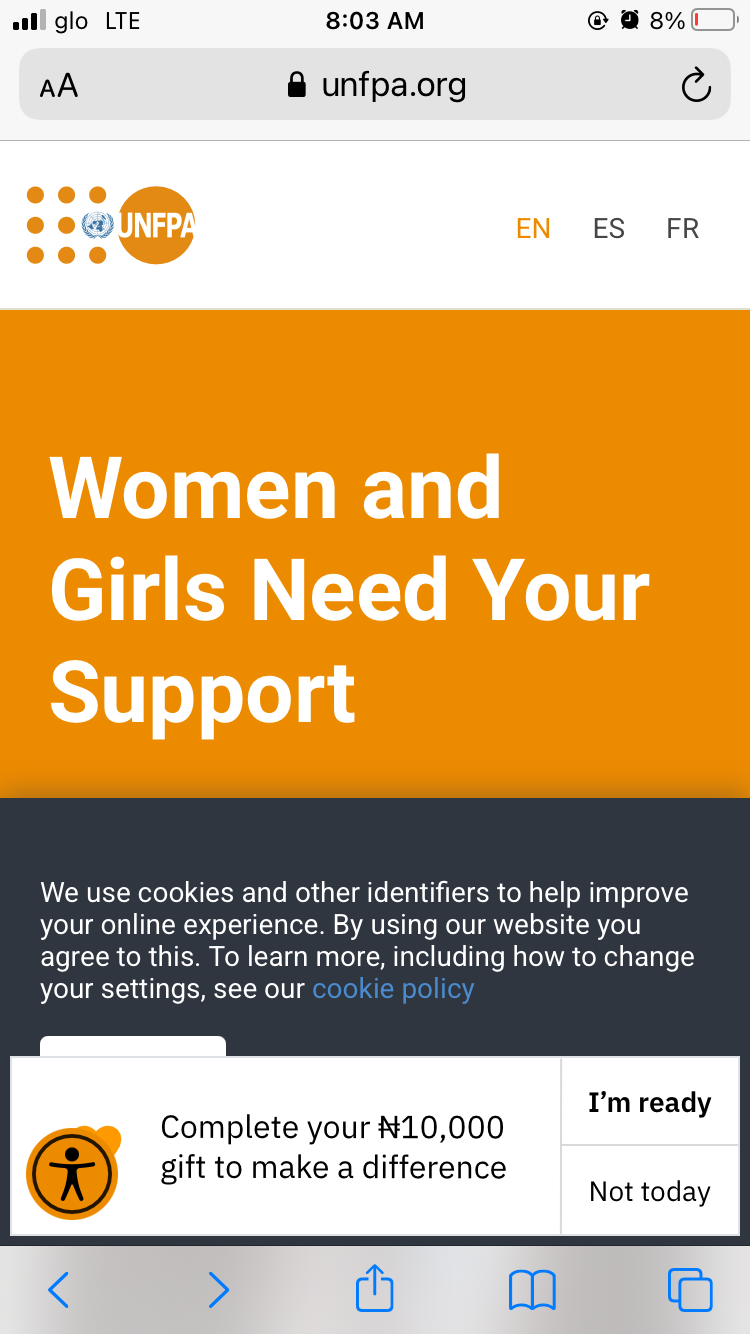 glo LTE 8:03 AM 8%
AA unfpa.org
UNFPA EN ES FR
Women and
Girls Need Your
Support
We use cookies and other identifiers to help improve
your online experience. By using our website you
agree to this. To learn more, including how to change
your settings, see our cookie policy
Complete your ₦10,000
gift to make a difference
I’m ready
Not today